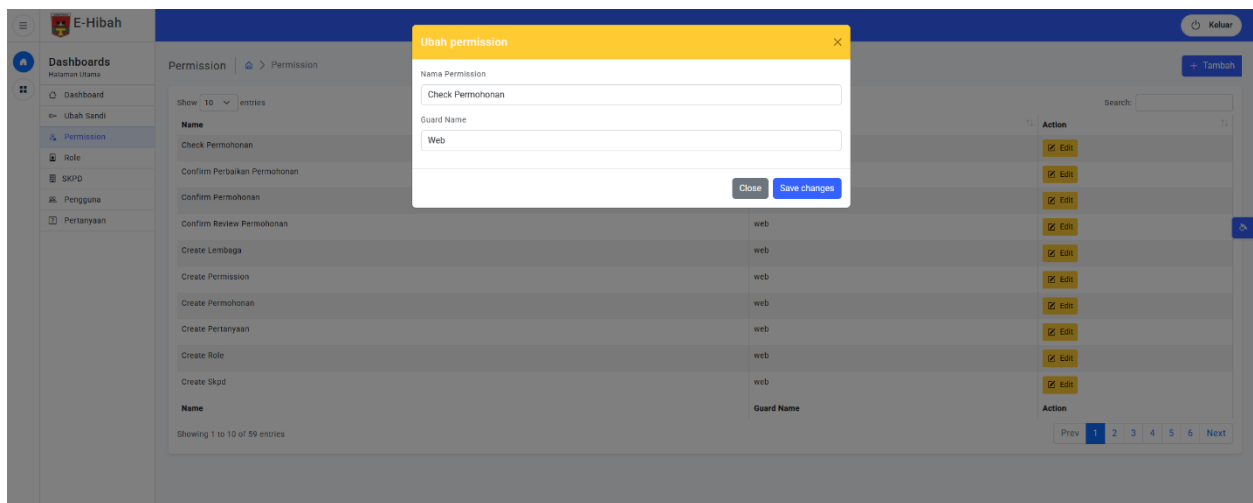 E-Hibah
Keluar
Dashboards
Halaman Utama
Dashboard
Ubah Sandi
Permission
Role
SKPD
Pengguna
Pertanyaan
Permission > Permission
+ Tambah
Ubah permission
Nama Permission
Check Permohonan
Guard Name
Web
Close Save changes
Show 10 entries
Search:
Name Action
Check Permohonan Edit
Confirm Perbaikan Permohonan Edit
Confirm Permohonan Edit
Confirm Review Permohonan web Edit
Create Lembaga web Edit
Create Permission web Edit
Create Permohonan web Edit
Create Pertanyaan web Edit
Create Role web Edit
Create Skpd web Edit
Name Guard Name Action
Showing 1 to 10 of 59 entries
Prev 1 2 3 4 5 6 Next